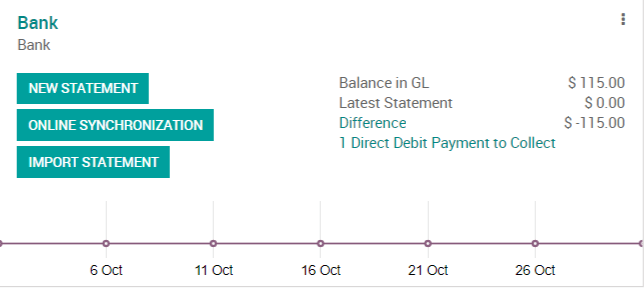 Bank
Bank
NEW STATEMENT
ONLINE SYNCHRONIZATION
IMPORT STATEMENT
Balance in GL $ 115.00
Latest Statement $ 0.00
Difference $ -115.00
1 Direct Debit Payment to Collect
6 Oct 11 Oct 16 Oct 21 Oct 26 Oct